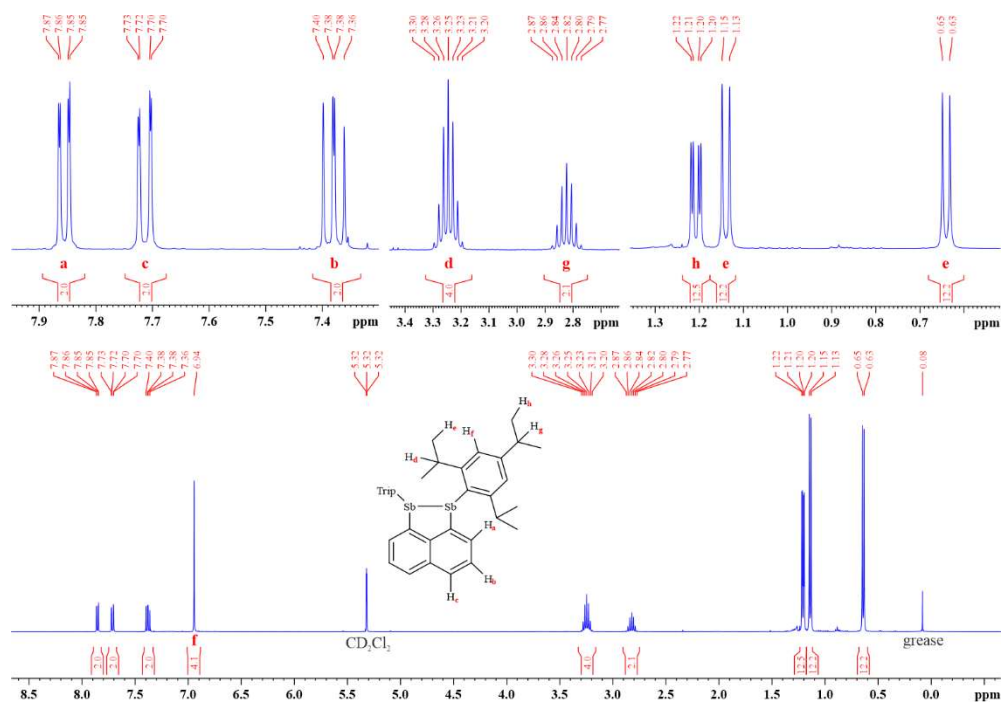 7.87 7.86 7.85 7.85 7.73 7.72 7.70 7.70 7.40 7.38 7.38 7.36 3.30 3.28 3.26 3.25 3.23 3.21 3.20 2.87 2.86 2.84 2.82 2.80 2.79 2.77 1.22 1.21 1.20 1.20 1.15 1.13 0.65 0.63
a c b d g h e e
2.0 2.0 2.0 4.0 2.1 12.5 12.2 12.2
7.9 7.8 7.7 7.6 7.5 7.4 ppm 3.4 3.3 3.2 3.1 3.0 2.9 2.8 2.7 ppm 1.3 1.2 1.1 1.0 0.9 0.8 0.7 0.6 ppm
7.87 7.86 7.85 7.85 7.73 7.72 7.70 7.70 7.40 7.38 7.38 7.36 6.94 5.32 5.32 5.32 3.30 3.28 3.26 3.25 3.23 3.21 3.20 2.87 2.86 2.84 2.82 2.80 2.79 2.77 1.22 1.21 1.20 1.20 1.15 1.13 0.65 0.63 0.08
Hh
He Hf Hg
Hd
Trip
Sb Sb
Ha
Hb
Hc
f CD2Cl2 grease
2.0 2.0 2.0 4.1 4.0 2.1 12.5 12.2 12.2
8.5 8.0 7.5 7.0 6.5 6.0 5.5 5.0 4.5 4.0 3.5 3.0 2.5 2.0 1.5 1.0 0.5 0.0 ppm